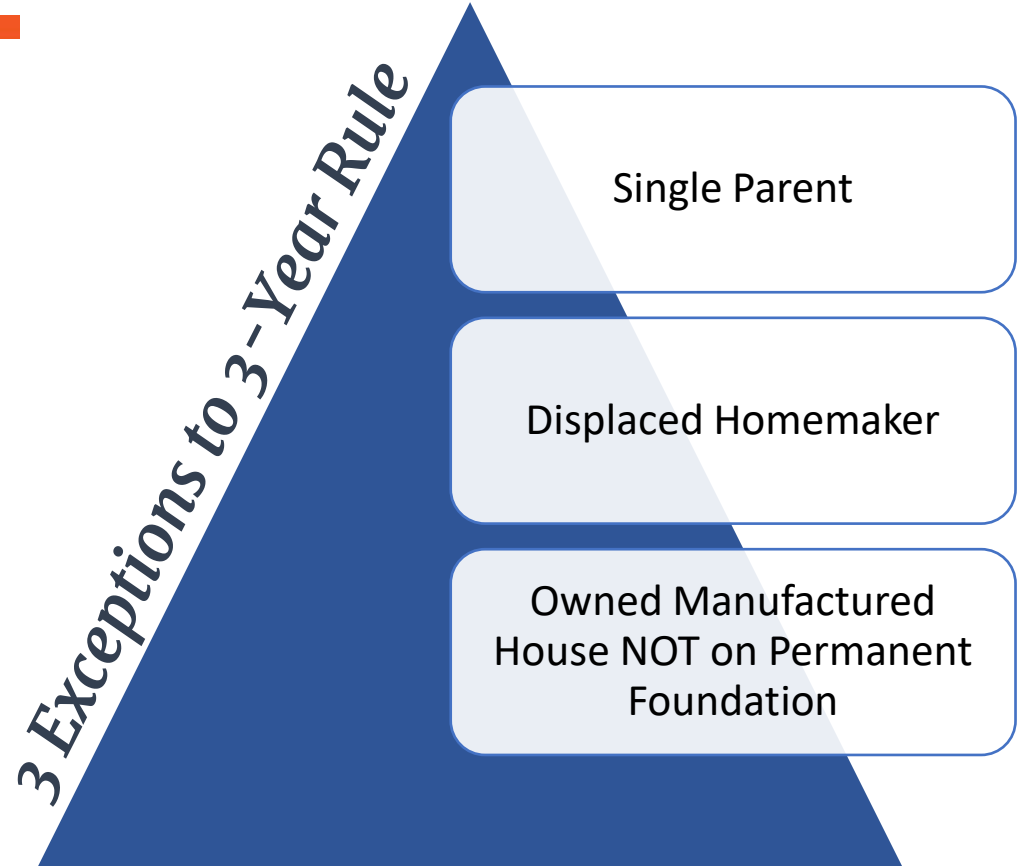 3 Exceptions to 3-Year Rule
Single Parent
Displaced Homemaker
Owned Manufactured
House NOT on Permanent
Foundation